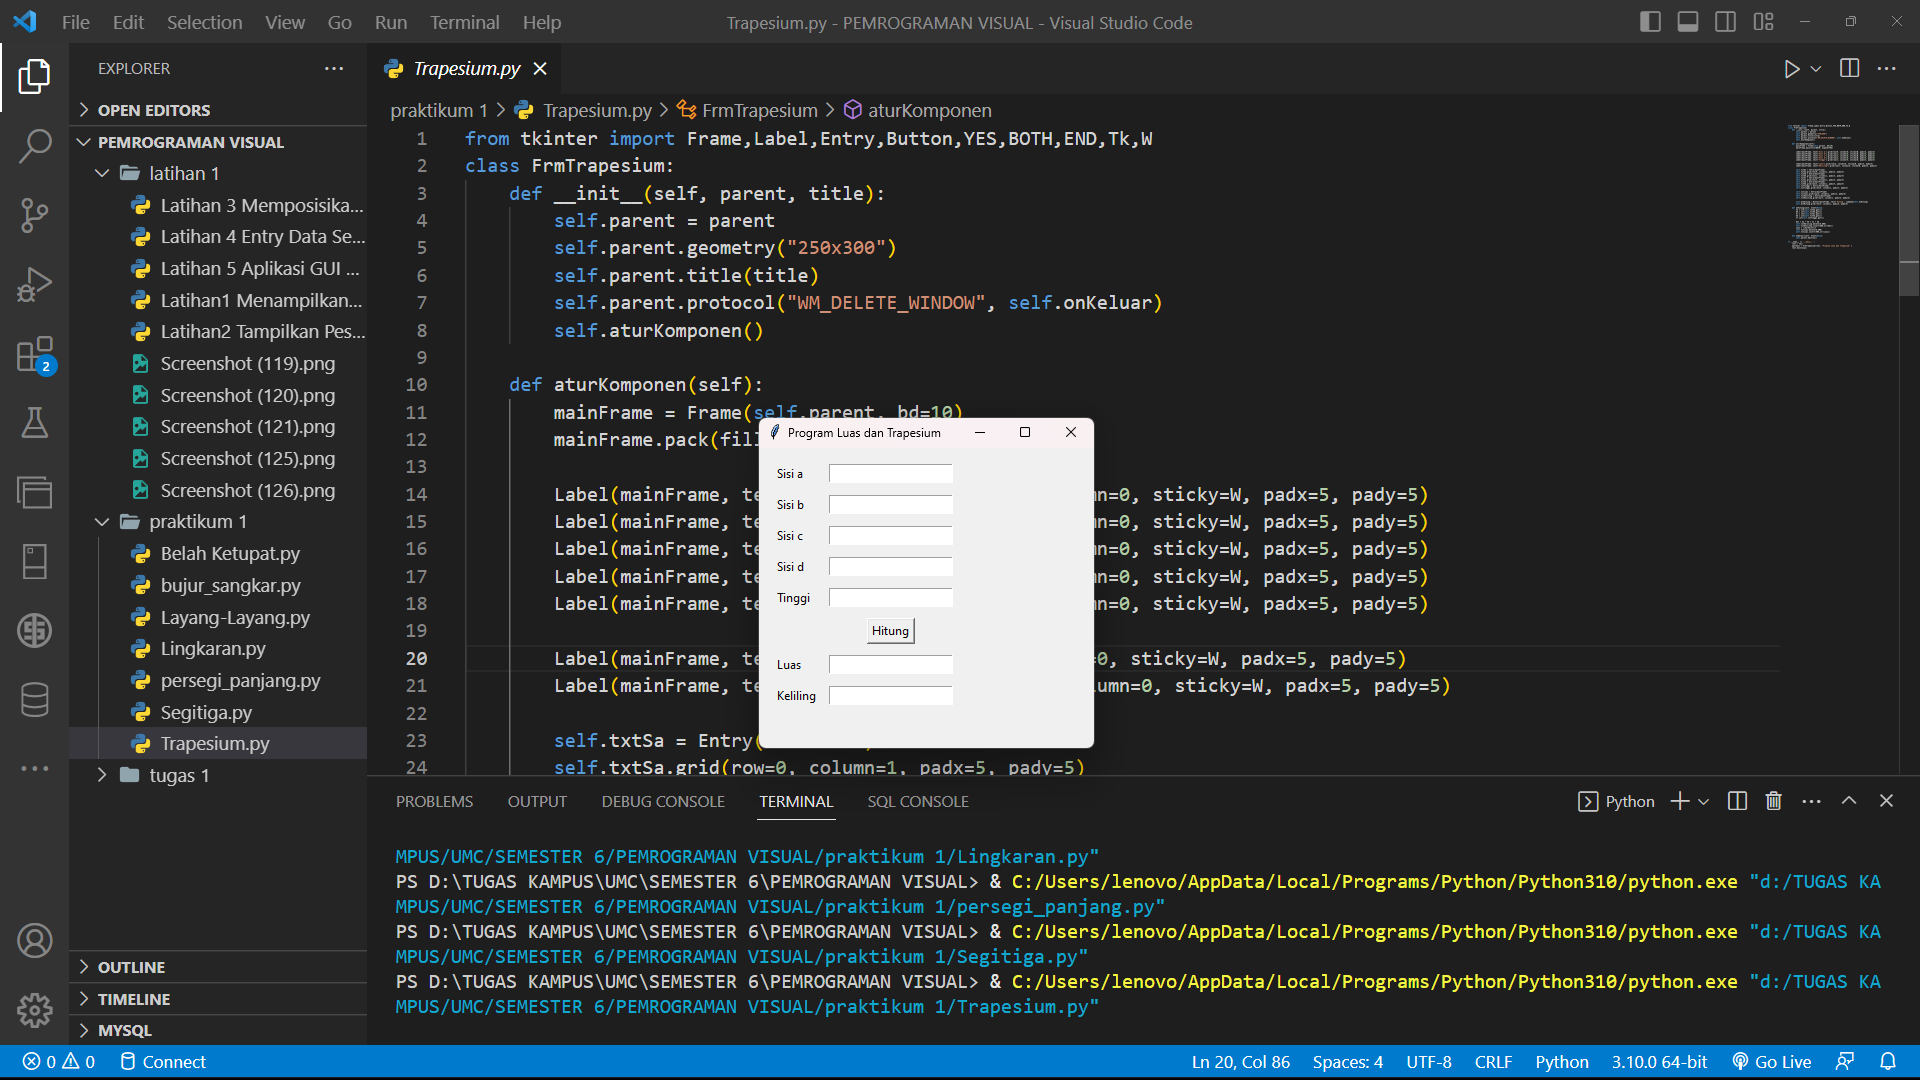 File Edit Selection View Go Run Terminal Help
Trapesium.py - PEMROGRAMAN VISUAL - Visual Studio Code
EXPLORER
OPEN EDITORS
PEMROGRAMAN VISUAL
latihan 1
Latihan 3 Memposisika...
Latihan 4 Entry Data Se...
Latihan 5 Aplikasi GUI ...
Latihan1 Menampilkan...
Latihan2 Tampilkan Pes...
Screenshot (119).png
Screenshot (120).png
Screenshot (121).png
Screenshot (125).png
Screenshot (126).png
praktikum 1
Belah Ketupat.py
bujur_sangkar.py
Layang-Layang.py
Lingkaran.py
persegi_panjang.py
Segitiga.py
Trapesium.py
tugas 1
OUTLINE
TIMELINE
MYSQL
2
Trapesium.py
praktikum 1 > Trapesium.py > FrmTrapesium > aturKomponen
1 from tkinter import Frame,Label,Entry,Button,YES,BOTH,END,Tk,W
2 class FrmTrapesium:
3 def __init__(self, parent, title):
4 self.parent = parent
5 self.parent.geometry("250x300")
6 self.parent.title(title)
7 self.parent.protocol("WM_DELETE_WINDOW", self.onKeluar)
8 self.aturKomponen()
9
10 def aturKomponen(self):
11 mainFrame = Frame(self.parent, bd=10)
12 mainFrame.pack(fil
13
14 Label(mainFrame, te n=0, sticky=W, padx=5, pady=5)
15 Label(mainFrame, te n=0, sticky=W, padx=5, pady=5)
16 Label(mainFrame, te n=0, sticky=W, padx=5, pady=5)
17 Label(mainFrame, te n=0, sticky=W, padx=5, pady=5)
18 Label(mainFrame, te n=0, sticky=W, padx=5, pady=5)
19
20 Label(mainFrame, te =0, sticky=W, padx=5, pady=5)
21 Label(mainFrame, te umn=0, sticky=W, padx=5, pady=5)
22
23 self.txtSa = Entry(
24 self.txtSa.grid(row=0, column=1, padx=5, pady=5)
Program Luas dan Trapesium
Sisi a
Sisi b
Sisi c
Sisi d
Tinggi
Hitung
Luas
Keliling
PROBLEMS OUTPUT DEBUG CONSOLE TERMINAL SQL CONSOLE
Python
MPUS/UMC/SEMESTER 6/PEMROGRAMAN VISUAL/praktikum 1/Lingkaran.py"
PS D:\TUGAS KAMPUS\UMC\SEMESTER 6\PEMROGRAMAN VISUAL> & C:/Users/lenovo/AppData/Local/Programs/Python/Python310/python.exe "d:/TUGAS KA
MPUS/UMC/SEMESTER 6/PEMROGRAMAN VISUAL/praktikum 1/persegi_panjang.py"
PS D:\TUGAS KAMPUS\UMC\SEMESTER 6\PEMROGRAMAN VISUAL> & C:/Users/lenovo/AppData/Local/Programs/Python/Python310/python.exe "d:/TUGAS KA
MPUS/UMC/SEMESTER 6/PEMROGRAMAN VISUAL/praktikum 1/Segitiga.py"
PS D:\TUGAS KAMPUS\UMC\SEMESTER 6\PEMROGRAMAN VISUAL> & C:/Users/lenovo/AppData/Local/Programs/Python/Python310/python.exe "d:/TUGAS KA
MPUS/UMC/SEMESTER 6/PEMROGRAMAN VISUAL/praktikum 1/Trapesium.py"
0 0 Connect
Ln 20, Col 86 Spaces: 4 UTF-8 CRLF Python 3.10.0 64-bit Go Live